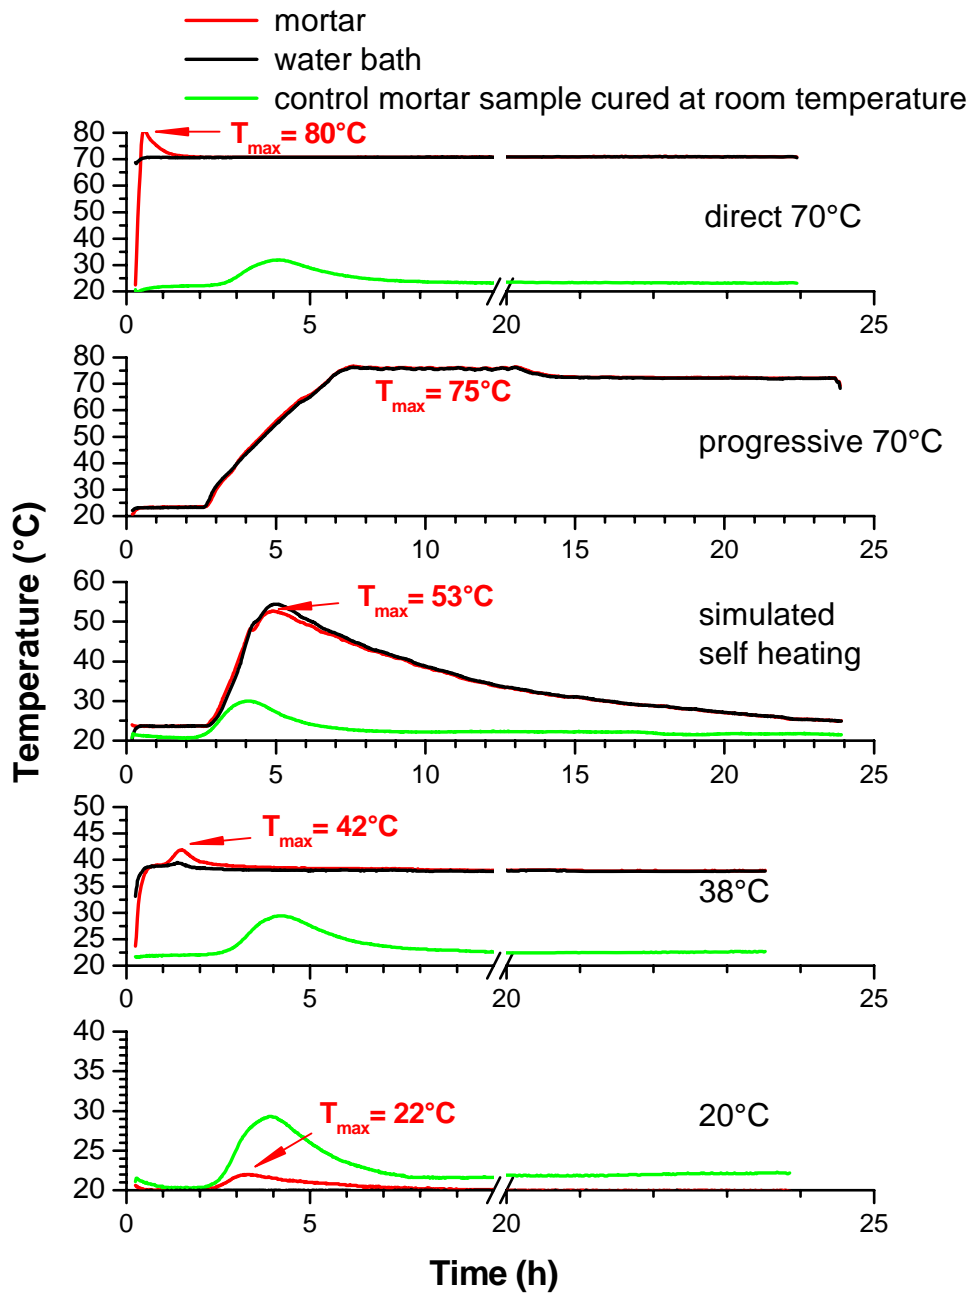 mortar
water bath
control mortar sample cured at room temperature
80
70
60
50
40
30
20
Tmax = 80°C
direct 70°C
0 5 20 25
80
70
60
50
40
30
20
Tmax= 75°C
progressive 70°C
0 5 10 15 20 25
Temperature (°C)
60
50
40
30
20
Tmax= 53°C
simulated
self heating
0 5 10 15 20 25
50
45
40
35
30
25
20
Tmax= 42°C
38°C
0 5 20 25
40
35
30
25
20
Tmax= 22°C
20°C
0 5 20 25
Time (h)